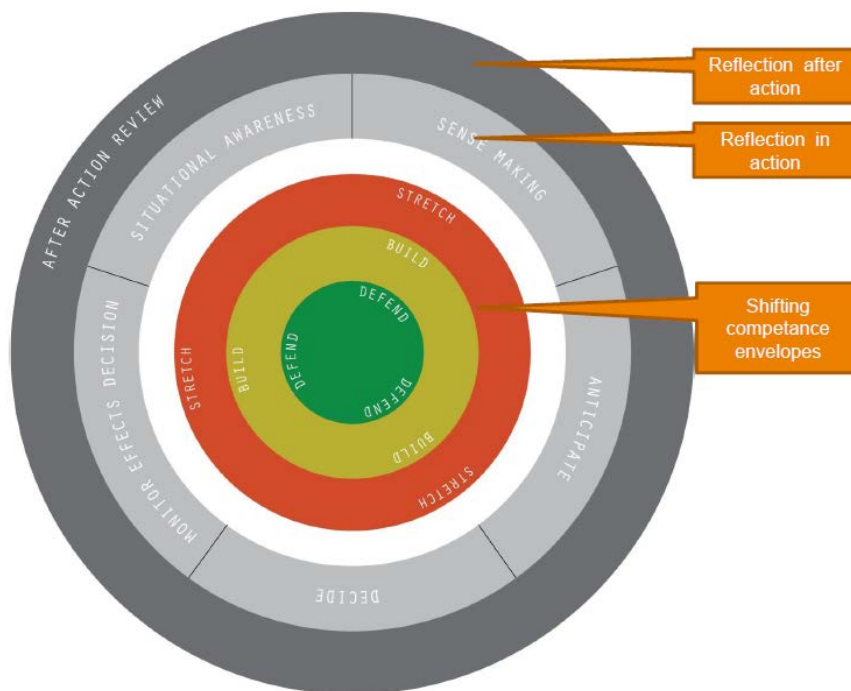 AFTER ACTION REVIEW
SITUATIONAL AWARENESS
SENSE MAKING
ANTICIPATE
DECIDE
MONITOR EFFECTS DECISION
STRETCH
STRETCH
STRETCH
BUILD
BUILD
BUILD
DEFEND
DEFEND
DEFEND
Reflection after
action
Reflection in
action
Shifting
competance
envelopes